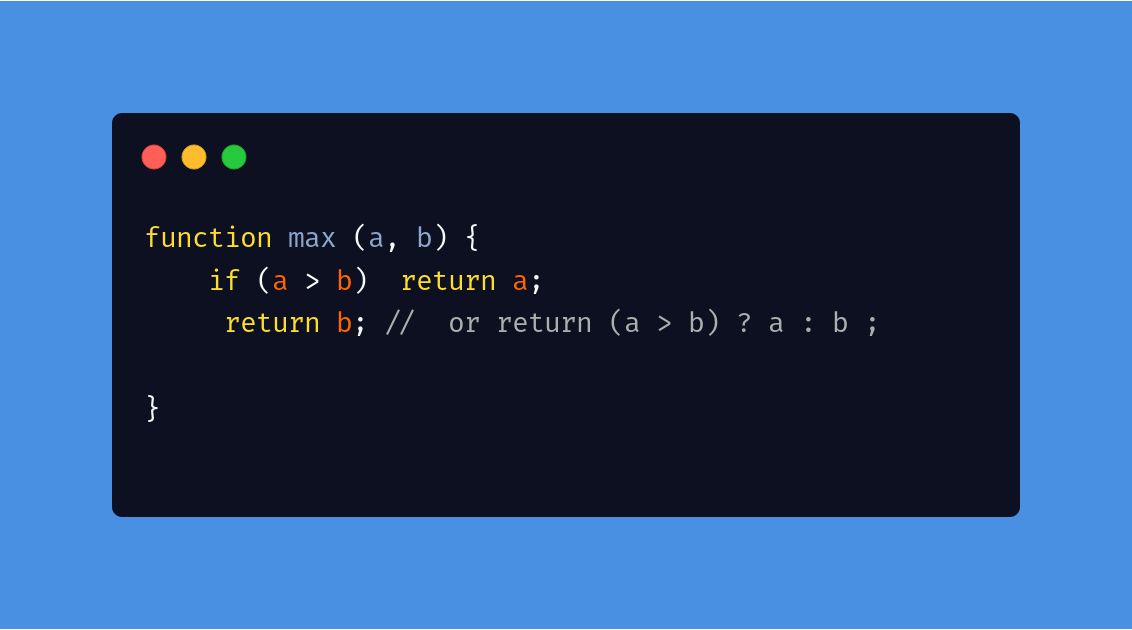 function max (a, b) {
    if (a > b)  return a;
     return b; //  or return (a > b) ? a : b ;
}